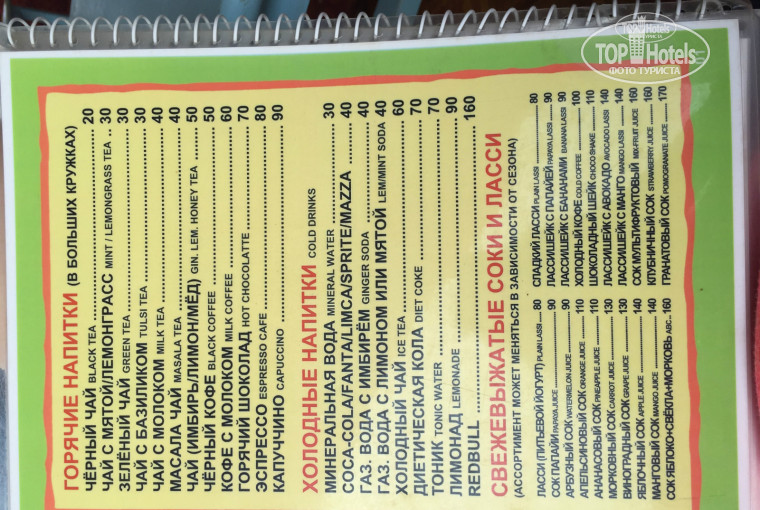 TOP Hotels
ФОТО ТУРИСТА
ГОРЯЧИЕ НАПИТКИ (В БОЛЬШИХ КРУЖКАХ)
ЧЁРНЫЙ ЧАЙ BLACK TEA 20
ЧАЙ С МЯТОЙ/ЛЕМОНГРАСС MINT / LEMONGRASS TEA 30
ЗЕЛЁНЫЙ ЧАЙ GREEN TEA 30
ЧАЙ С БАЗИЛИКОМ TULSI TEA 30
ЧАЙ С МОЛОКОМ MILK TEA 40
МАСАЛА ЧАЙ MASALA TEA 40
ЧАЙ (ИМБИРЬ/ЛИМОН/МЁД) GIN. LEM. HONEY TEA 50
ЧЁРНЫЙ КОФЕ BLACK COFFEE 50
КОФЕ С МОЛОКОМ MILK COFFEE 60
ГОРЯЧИЙ ШОКОЛАД HOT CHOCOLATTE 70
ЭСПРЕССО ESPRESSO CAFE 80
КАПУЧЧИНО CAPUCCINO 90
ХОЛОДНЫЕ НАПИТКИ COLD DRINKS
МИНЕРАЛЬНАЯ ВОДА MINERAL WATER 30
COCA-COLA/FANTA/LIMCA/SPRITE/MAZZA 40
ГАЗ. ВОДА С ИМБИРЁМ GINGER SODA 40
ГАЗ. ВОДА С ЛИМОНОМ ИЛИ МЯТОЙ LEM/MINT SODA 40
ХОЛОДНЫЙ ЧАЙ ICE TEA 60
ДИЕТИЧЕСКАЯ КОЛА DIET COKE 70
ТОНИК TONIC WATER 70
ЛИМОНАД LEMONADE 90
REDBULL 160
СВЕЖЕВЫЖАТЫЕ СОКИ И ЛАССИ
(АССОРТИМЕНТ МОЖЕТ МЕНЯТЬСЯ В ЗАВИСИМОСТИ ОТ СЕЗОНА)
ЛАССИ (ПИТЬЕВОЙ ЙОГУРТ) PLAIN LASSI 80
СОК ПАПАЙИ PAPAYA JUICE 90
АРБУЗНЫЙ СОК WATERMELON JUICE 90
АПЕЛЬСИНОВЫЙ СОК ORANGE JUICE 110
АНАНАСОВЫЙ СОК PINEAPPLE JUICE 110
МОРКОВНЫЙ СОК CARROT JUICE 130
ВИНОГРАДНЫЙ СОК GRAPE JUICE 130
ЯБЛОЧНЫЙ СОК APPLE JUICE 140
МАНГОВЫЙ СОК MANGO JUICE 140
СОК ЯБЛОКО+СВЁКЛА+МОРКОВЬ ABC 160
СЛАДКИЙ ЛАССИ PLAIN LASSI 80
ЛАССИШЕЙК С ПАПАЙЕЙ PAPAYA LASSI 90
ЛАССИШЕЙК С БАНАНАМИ BANANA LASSI 90
ХОЛОДНЫЙ КОФЕ COLD COFFEE 100
ШОКОЛАДНЫЙ ШЕЙК CHOCO SHAKE 110
ЛАССИШЕЙК С АВОКАДО AVOCADO LASSI 140
ЛАССИШЕЙК С МАНГО MANGO LASSI 140
СОК МУЛЬТИФРУКТОВЫЙ MIX-FRUIT JUICE 160
КЛУБНИЧНЫЙ СОК STRAWBERRY JUICE 160
ГРАНАТОВЫЙ СОК POMOGRANATE JUICE 170